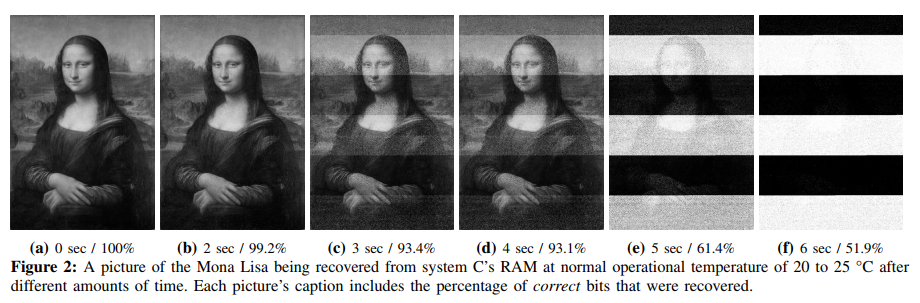 (a) 0 sec / 100% (b) 2 sec / 99.2% (c) 3 sec / 93.4% (d) 4 sec / 93.1% (e) 5 sec / 61.4% (f) 6 sec / 51.9%
Figure 2: A picture of the Mona Lisa being recovered from system C's RAM at normal operational temperature of 20 to 25 °C after
different amounts of time. Each picture's caption includes the percentage of correct bits that were recovered.